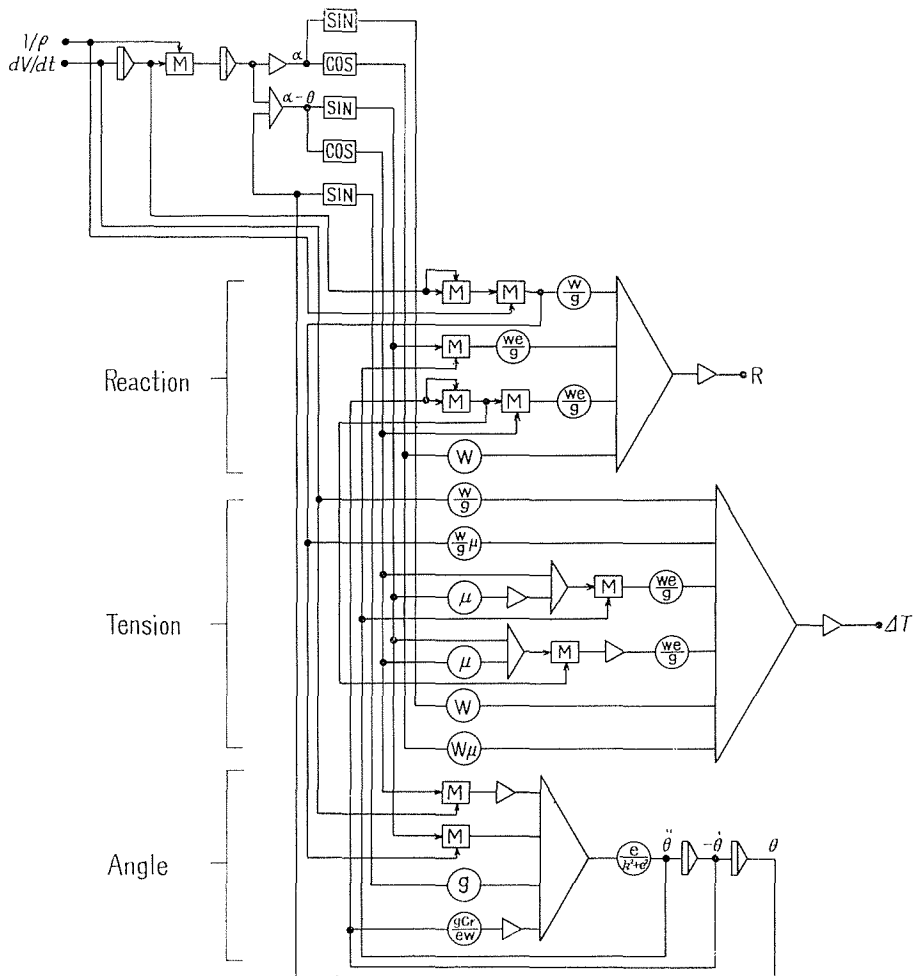 SIN
1/ρ
dV/dt
M
α
COS
α-θ
SIN
COS
SIN
M
M
w/g
Reaction
M
we/g
R
M
M
we/g
W
w/g
w/g μ
Tension
μ
M
we/g
ΔT
μ
M
we/g
W
Wμ
M
Angle
M
e/k²+e²
θ̈
-θ̇
θ
g
gCr/ew